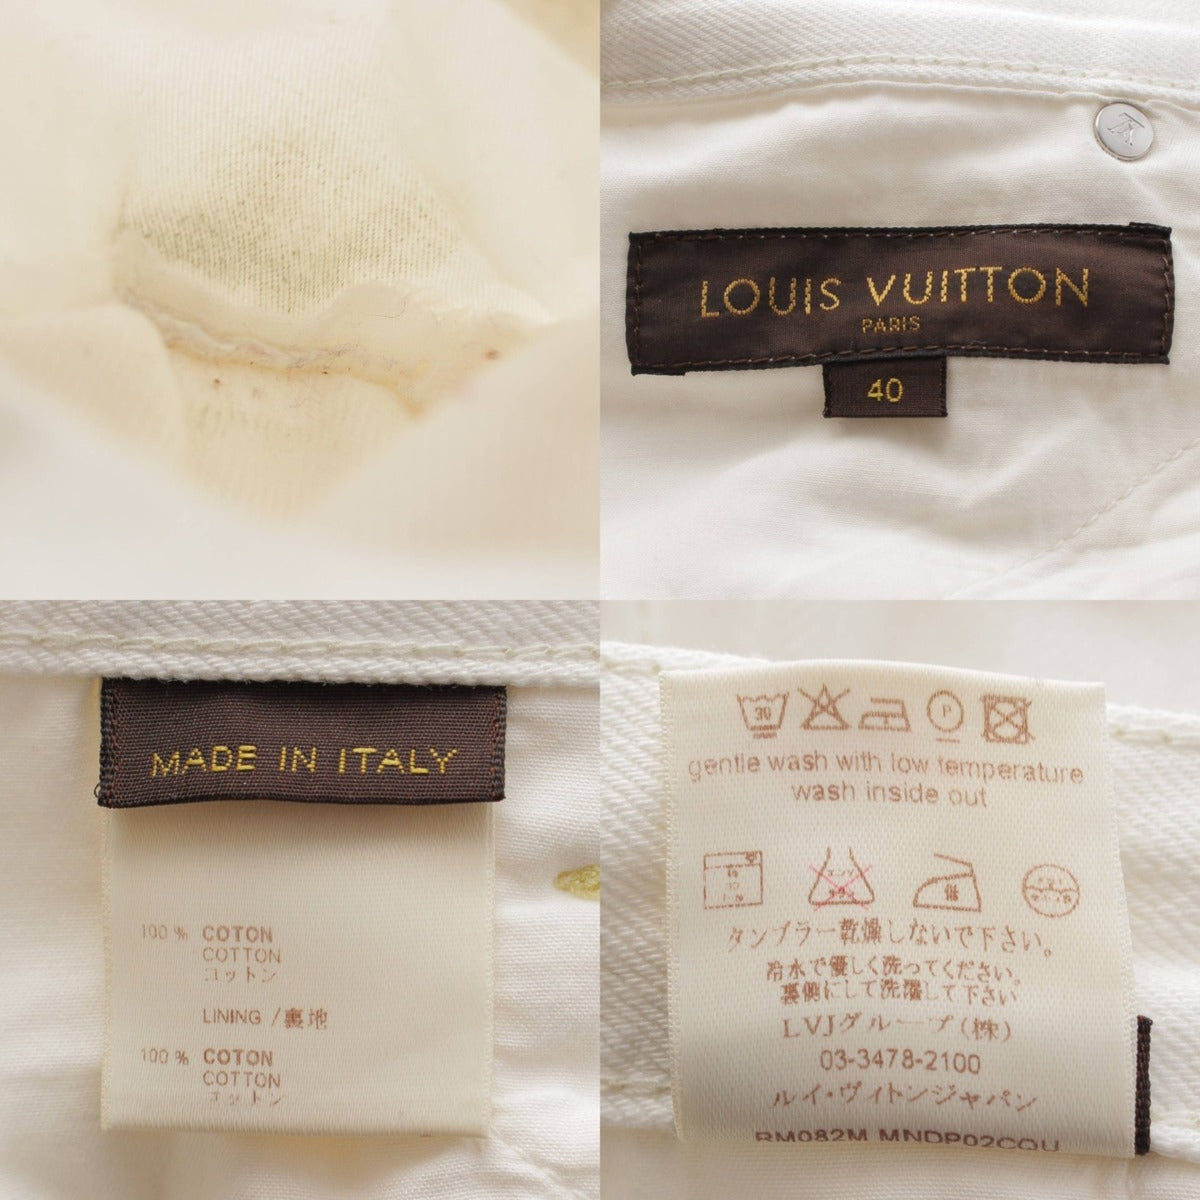 LOUIS VUITTON
PARIS
40
MADE IN ITALY
100 % COTON
COTTON
コットン
LINING / 裏地
100 % COTON
COTTON
コットン
30
P
gentle wash with low temperature
wash inside out
低
タンブラー乾燥しないで下さい。
冷水で優しく洗ってください。
裏側にして洗濯して下さい
LVJグループ(株)
03-3478-2100
ルイ・ヴィトンジャパン
RM082M MNDP02CQU